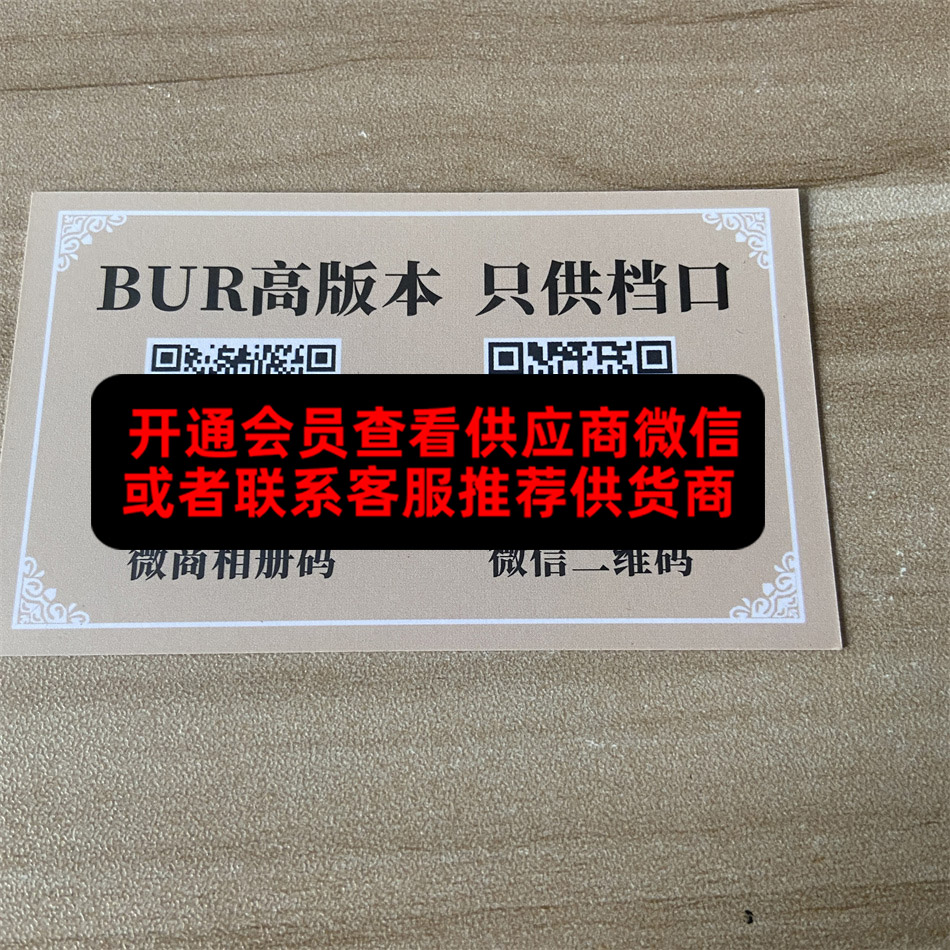 BUR高版本 只供档口
开通会员查看供应商微信
或者联系客服推荐供货商
微商相册码 微信二维码